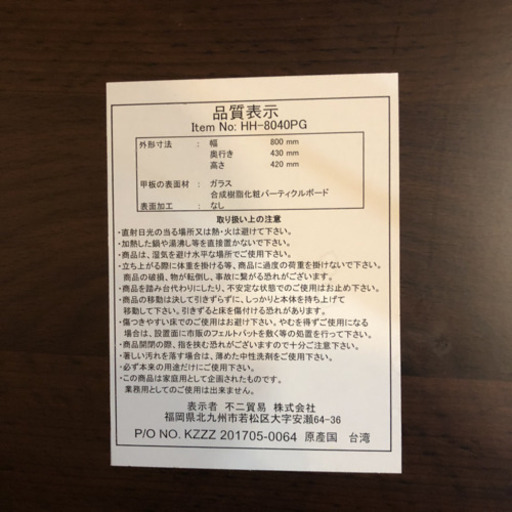 品質表示
Item No: HH-8040PG
外形寸法： 幅 800 mm
奥行き 430 mm
高さ 420 mm
甲板の表面材： ガラス
合成樹脂化粧パーティクルボード
表面加工： なし
取り扱い上の注意
・直射日光の当る場所又は熱・火は避けて下さい。
・加熱した鍋や湯沸し等を直接置かないで下さい。
・商品は、湿気を避け水平な場所でご使用下さい。
・立ち上がる際に体重を掛ける等、商品に過度の荷重を掛けないで下さい。
商品の破損、物が転倒し、事故に繋がる恐れがございます。
・商品を踏み台代わりにしたり、不安定な状態でのご使用はお止め下さい。
・商品の移動は決して引きずらずに、しっかりと本体を持ち上げて
移動して下さい。引きずると床を傷付ける恐れがあります。
・傷つきやすい床でのご使用はお避け下さい。やむを得ずご使用になる
場合は、設置面に市販のフェルトパットを敷く等の処置を行って下さい。
・商品開閉の際、指を挟む恐れがございますので十分ご注意下さい。
・著しい汚れを落す場合は、薄めた中性洗剤をご使用下さい。
・必ず本来の用途だけにご使用下さい。
・この商品は家庭用として企画されたものです。
業務用としてのご使用は出来ません。
表示者 不二貿易 株式会社
福岡県北九州市若松区大字安瀬64-36
P/O NO. KZZZ 201705-0064 原産国 台湾